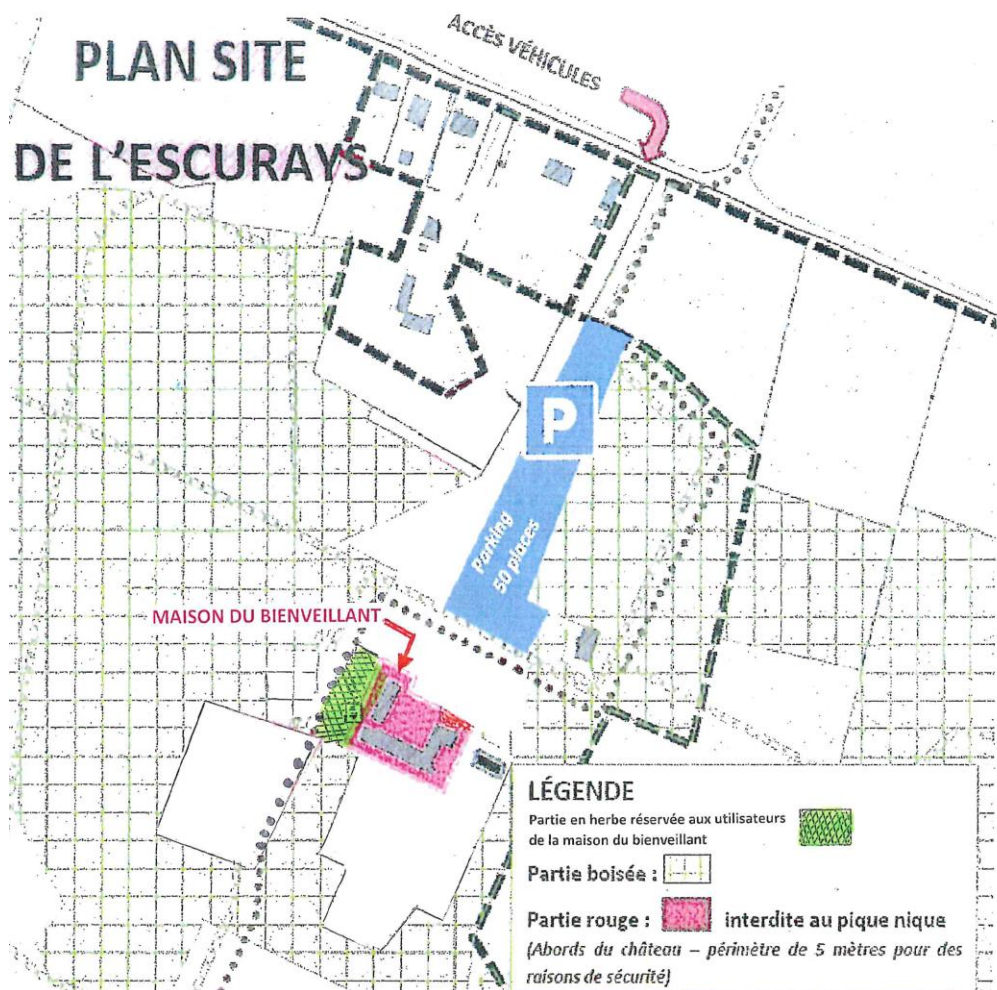 PLAN SITE
DE L'ESCURAYS
ACCÈS VÉHICULES
P
Parking
50 places
MAISON DU BIENVEILLANT
LÉGENDE
Partie en herbe réservée aux utilisateurs
de la maison du bienveillant
Partie boisée :
Partie rouge : interdite au pique nique
(Abords du château – périmètre de 5 mètres pour des
raisons de sécurité)